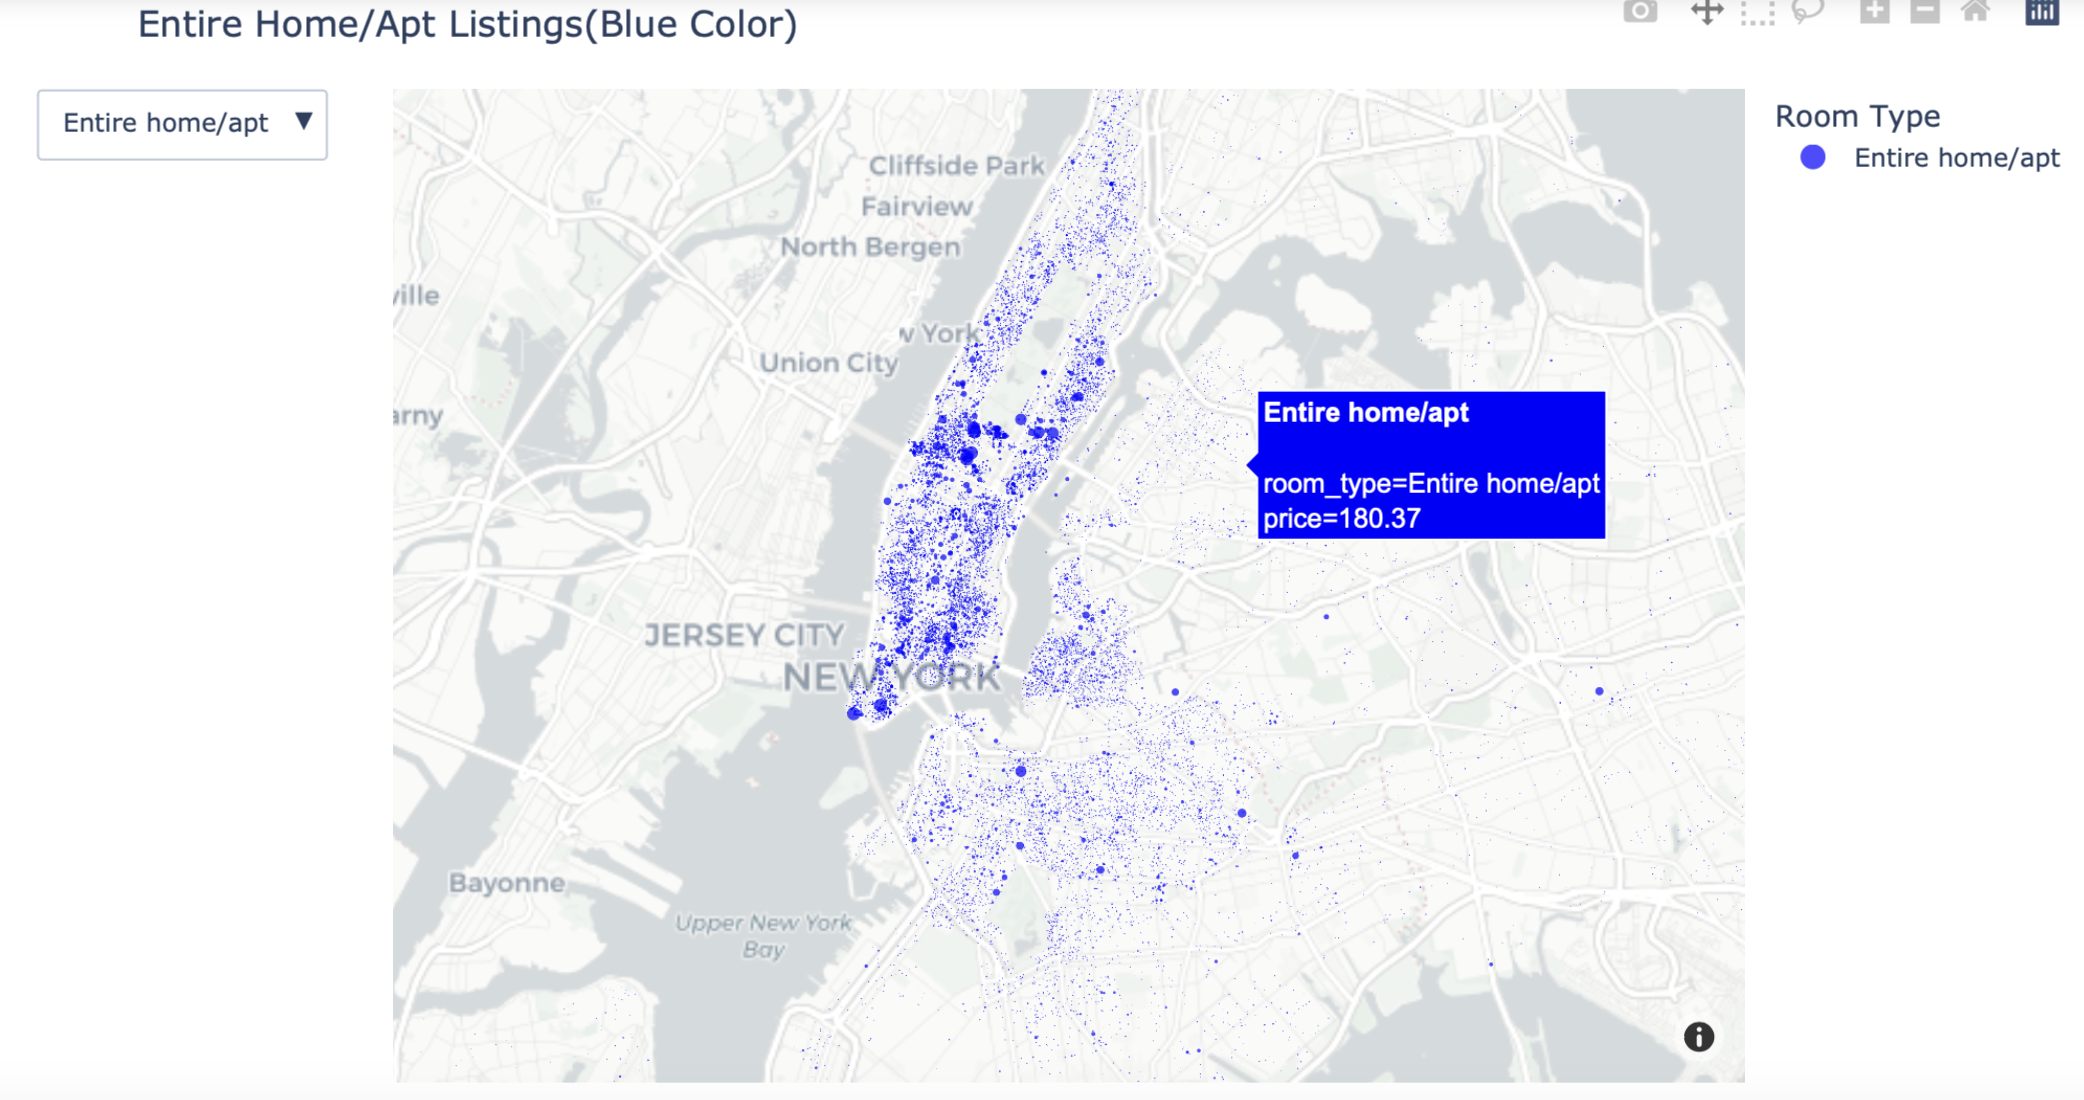 Entire Home/Apt Listings(Blue Color)
Entire home/apt ▼
Room Type
Entire home/apt
Cliffside Park
Fairview
North Bergen
ville
w York
Union City
arny
Entire home/apt
room_type=Entire home/apt
price=180.37
JERSEY CITY
NEW YORK
Bayonne
Upper New York
Bay
i